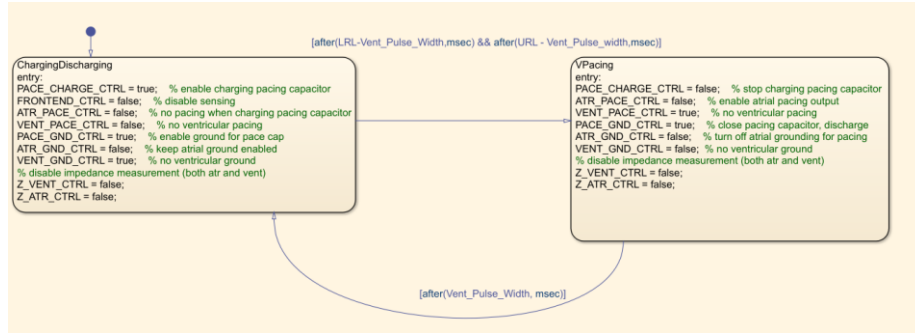 [after(LRL-Vent_Pulse_Width,msec) && after(URL - Vent_Pulse_width,msec)]
ChargingDischarging
entry:
PACE_CHARGE_CTRL = true; % enable charging pacing capacitor
FRONTEND_CTRL = false; % disable sensing
ATR_PACE_CTRL = false; % no pacing when charging pacing capacitor
VENT_PACE_CTRL = false; % no ventricular pacing
PACE_GND_CTRL = true; % enable ground for pace cap
ATR_GND_CTRL = false; % keep atrial ground enabled
VENT_GND_CTRL = true; % no ventricular ground
% disable impedance measurement (both atr and vent)
Z_VENT_CTRL = false;
Z_ATR_CTRL = false;
VPacing
entry:
PACE_CHARGE_CTRL = false; % stop charging pacing capacitor
ATR_PACE_CTRL = false; % enable atrial pacing output
VENT_PACE_CTRL = true; % no ventricular pacing
PACE_GND_CTRL = true; % close pacing capacitor, discharge
ATR_GND_CTRL = false; % turn off atrial grounding for pacing
VENT_GND_CTRL = false; % no ventricular ground
% disable impedance measurement (both atr and vent)
Z_VENT_CTRL = false;
Z_ATR_CTRL = false;
[after(Vent_Pulse_Width, msec)]